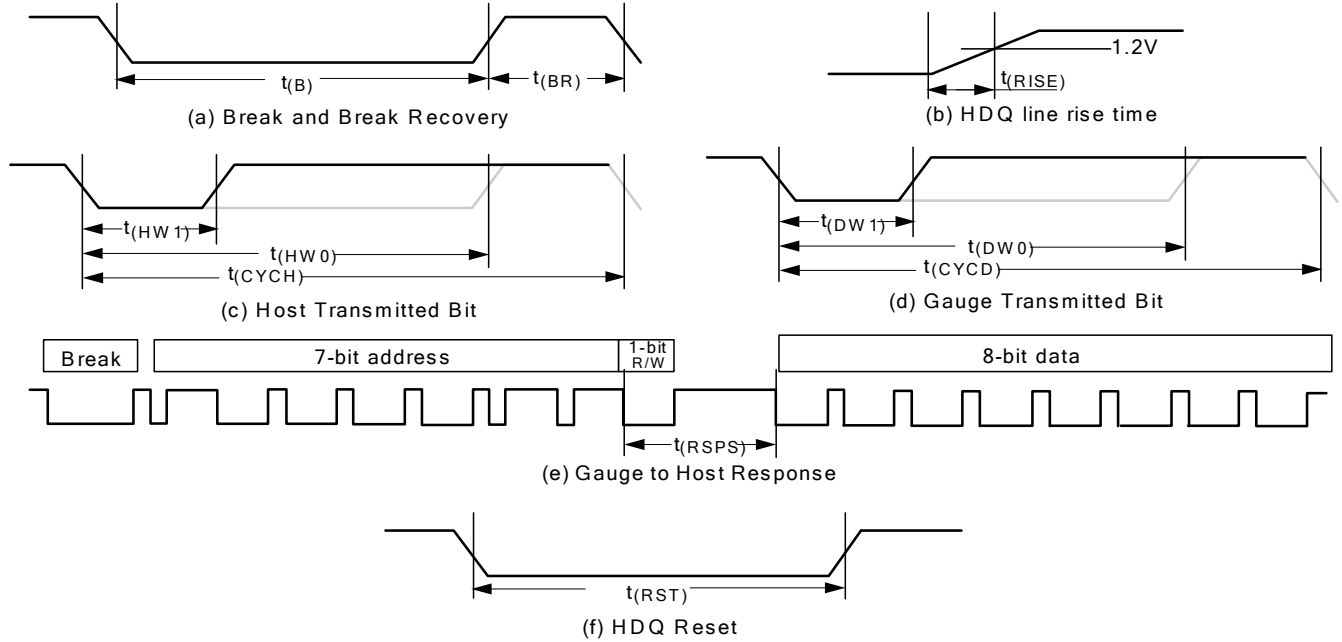 t(B)
t(BR)
(a) Break and Break Recovery
1.2V
t(RISE)
(b) HDQ line rise time
t(HW1)
t(HW0)
t(CYCH)
(c) Host Transmitted Bit
t(DW1)
t(DW0)
t(CYCD)
(d) Gauge Transmitted Bit
Break
7-bit address
1-bit
R/W
8-bit data
t(RSPS)
(e) Gauge to Host Response
t(RST)
(f) HDQ Reset